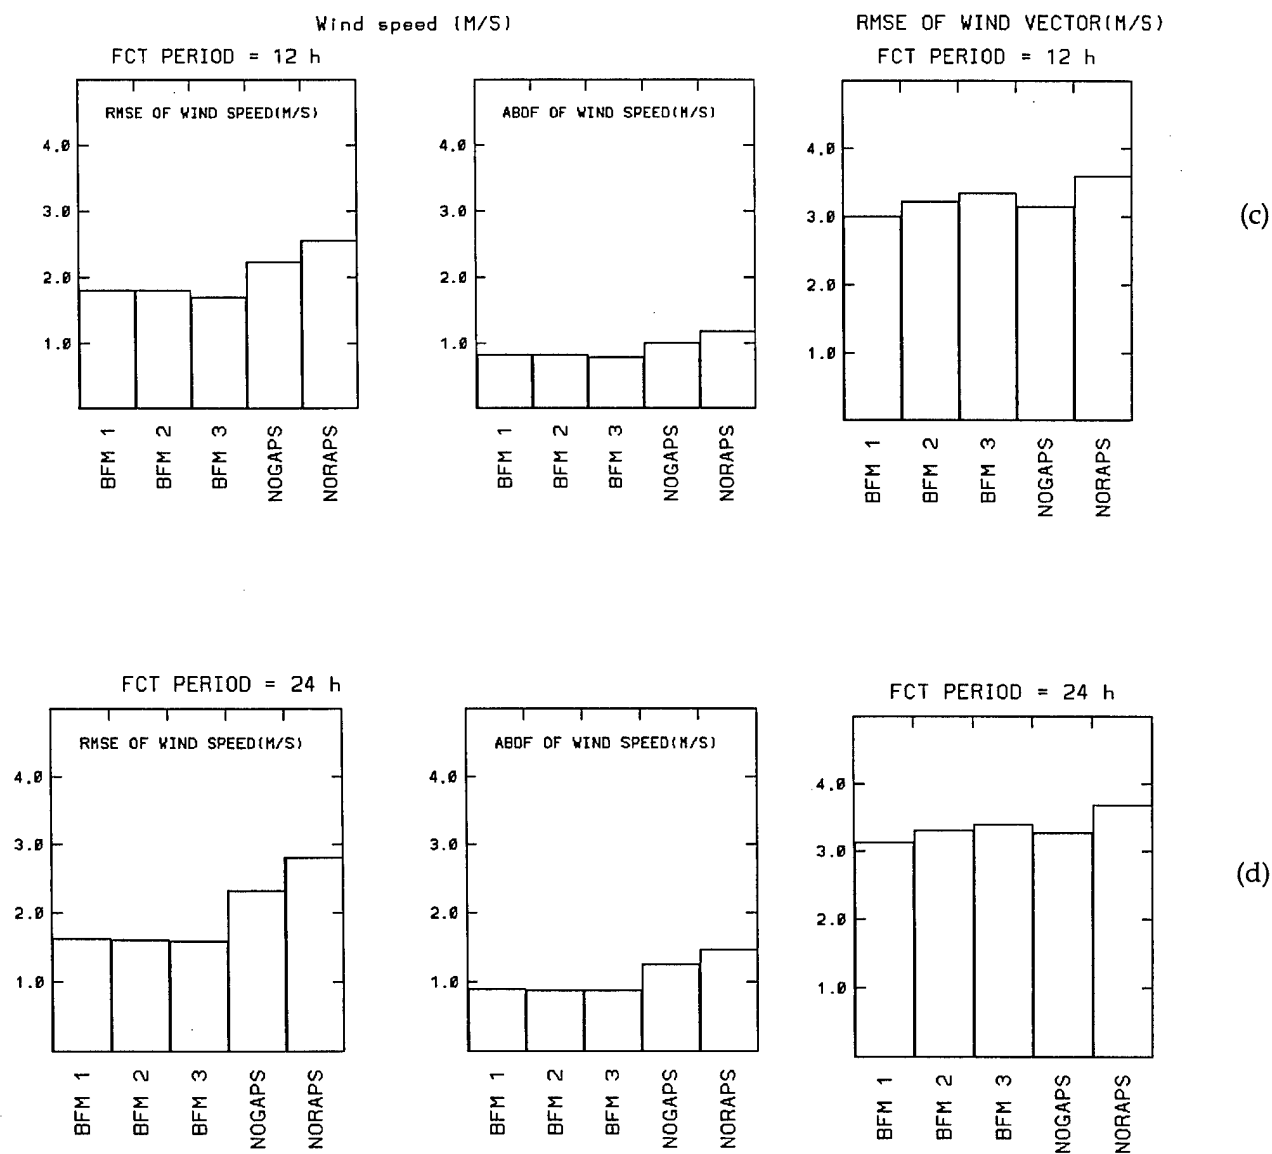 Wind speed (M/S)
RMSE OF WIND VECTOR(M/S)
FCT PERIOD = 12 h
FCT PERIOD = 12 h
RMSE OF WIND SPEED(M/S)
4.0
3.0
2.0
1.0
BFM 1
BFM 2
BFM 3
NOGAPS
NORAPS
ABDF OF WIND SPEED(M/S)
4.0
3.0
2.0
1.0
BFM 1
BFM 2
BFM 3
NOGAPS
NORAPS
4.0
3.0
2.0
1.0
BFM 1
BFM 2
BFM 3
NOGAPS
NORAPS
(c)
FCT PERIOD = 24 h
FCT PERIOD = 24 h
RMSE OF WIND SPEED(M/S)
4.0
3.0
2.0
1.0
BFM 1
BFM 2
BFM 3
NOGAPS
NORAPS
ABDF OF WIND SPEED(M/S)
4.0
3.0
2.0
1.0
BFM 1
BFM 2
BFM 3
NOGAPS
NORAPS
4.0
3.0
2.0
1.0
BFM 1
BFM 2
BFM 3
NOGAPS
NORAPS
(d)